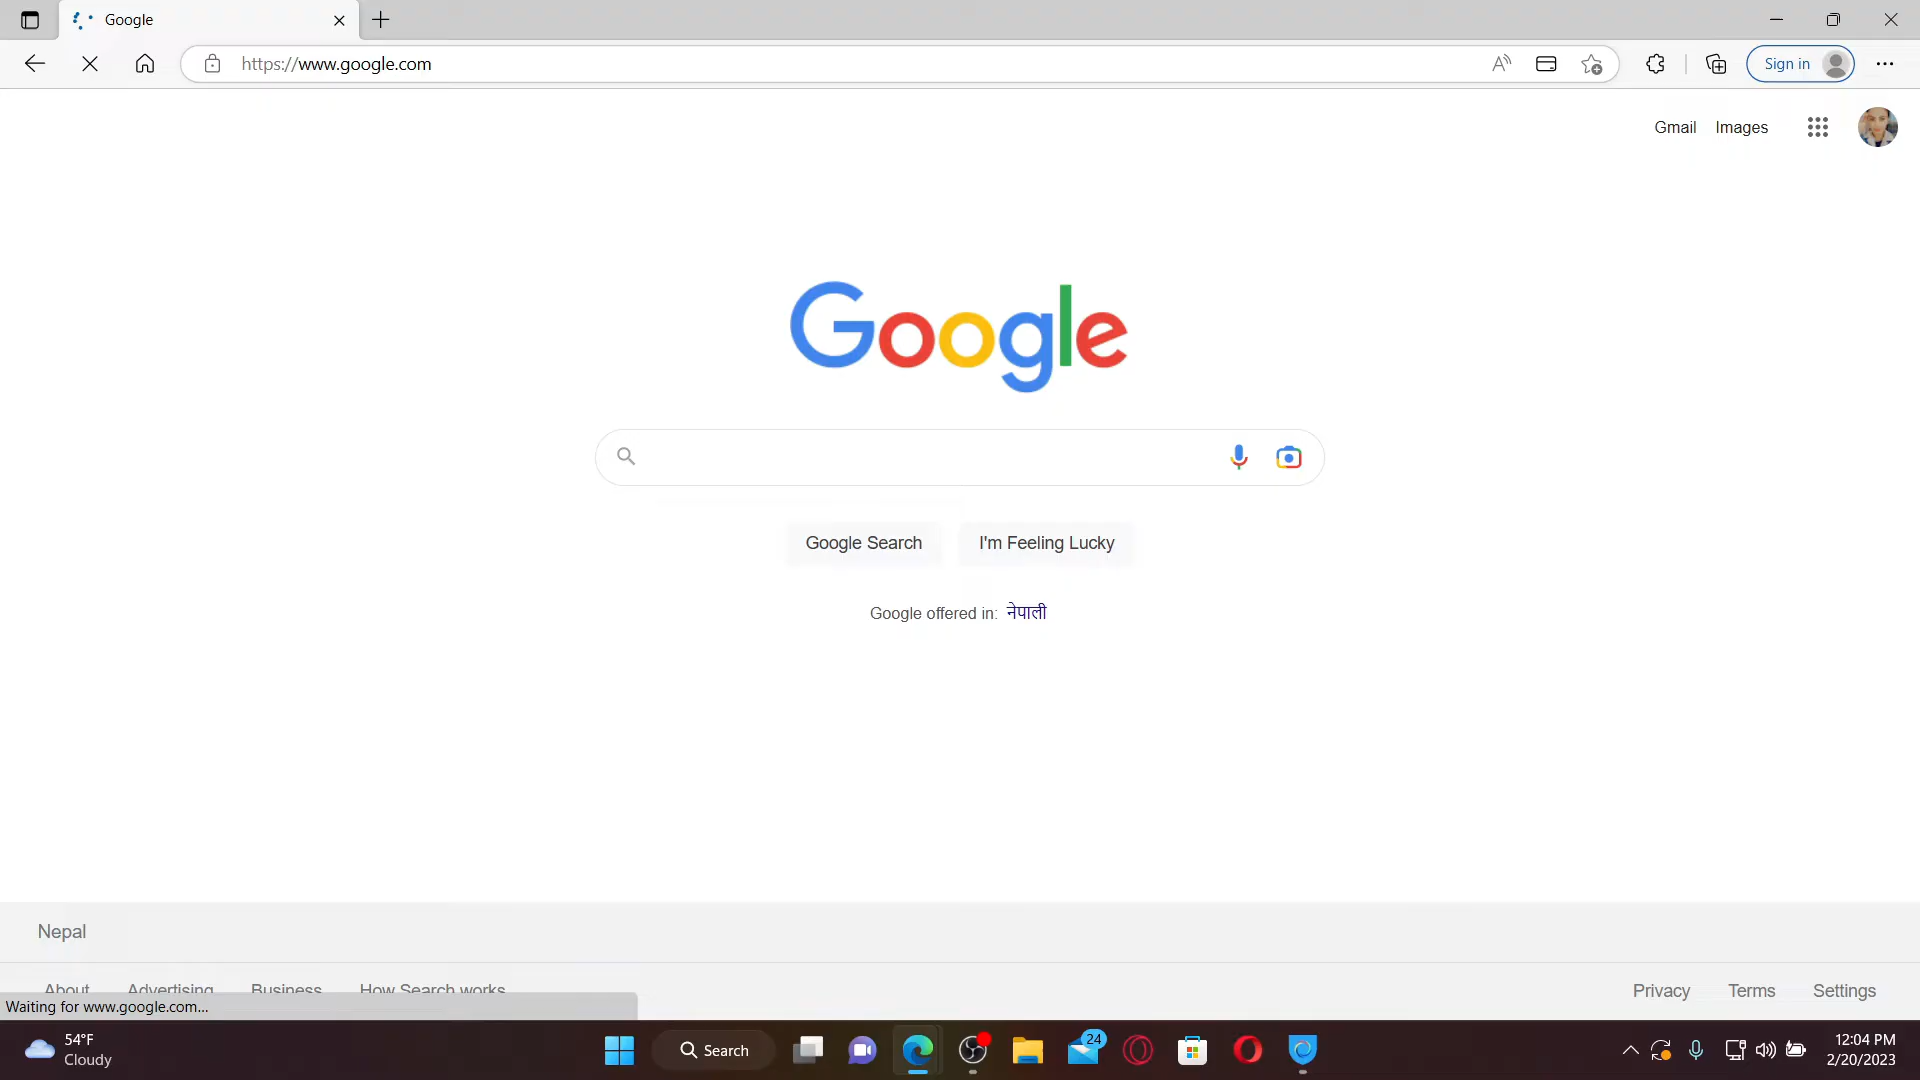 Google
https://www.google.com
Sign in
Gmail Images
Google
Google Search I'm Feeling Lucky
Google offered in: नेपाली
Nepal
About Advertising Business How Search works
Privacy Terms Settings
Waiting for www.google.com...
54°F
Cloudy
Search
24
12:04 PM
2/20/2023